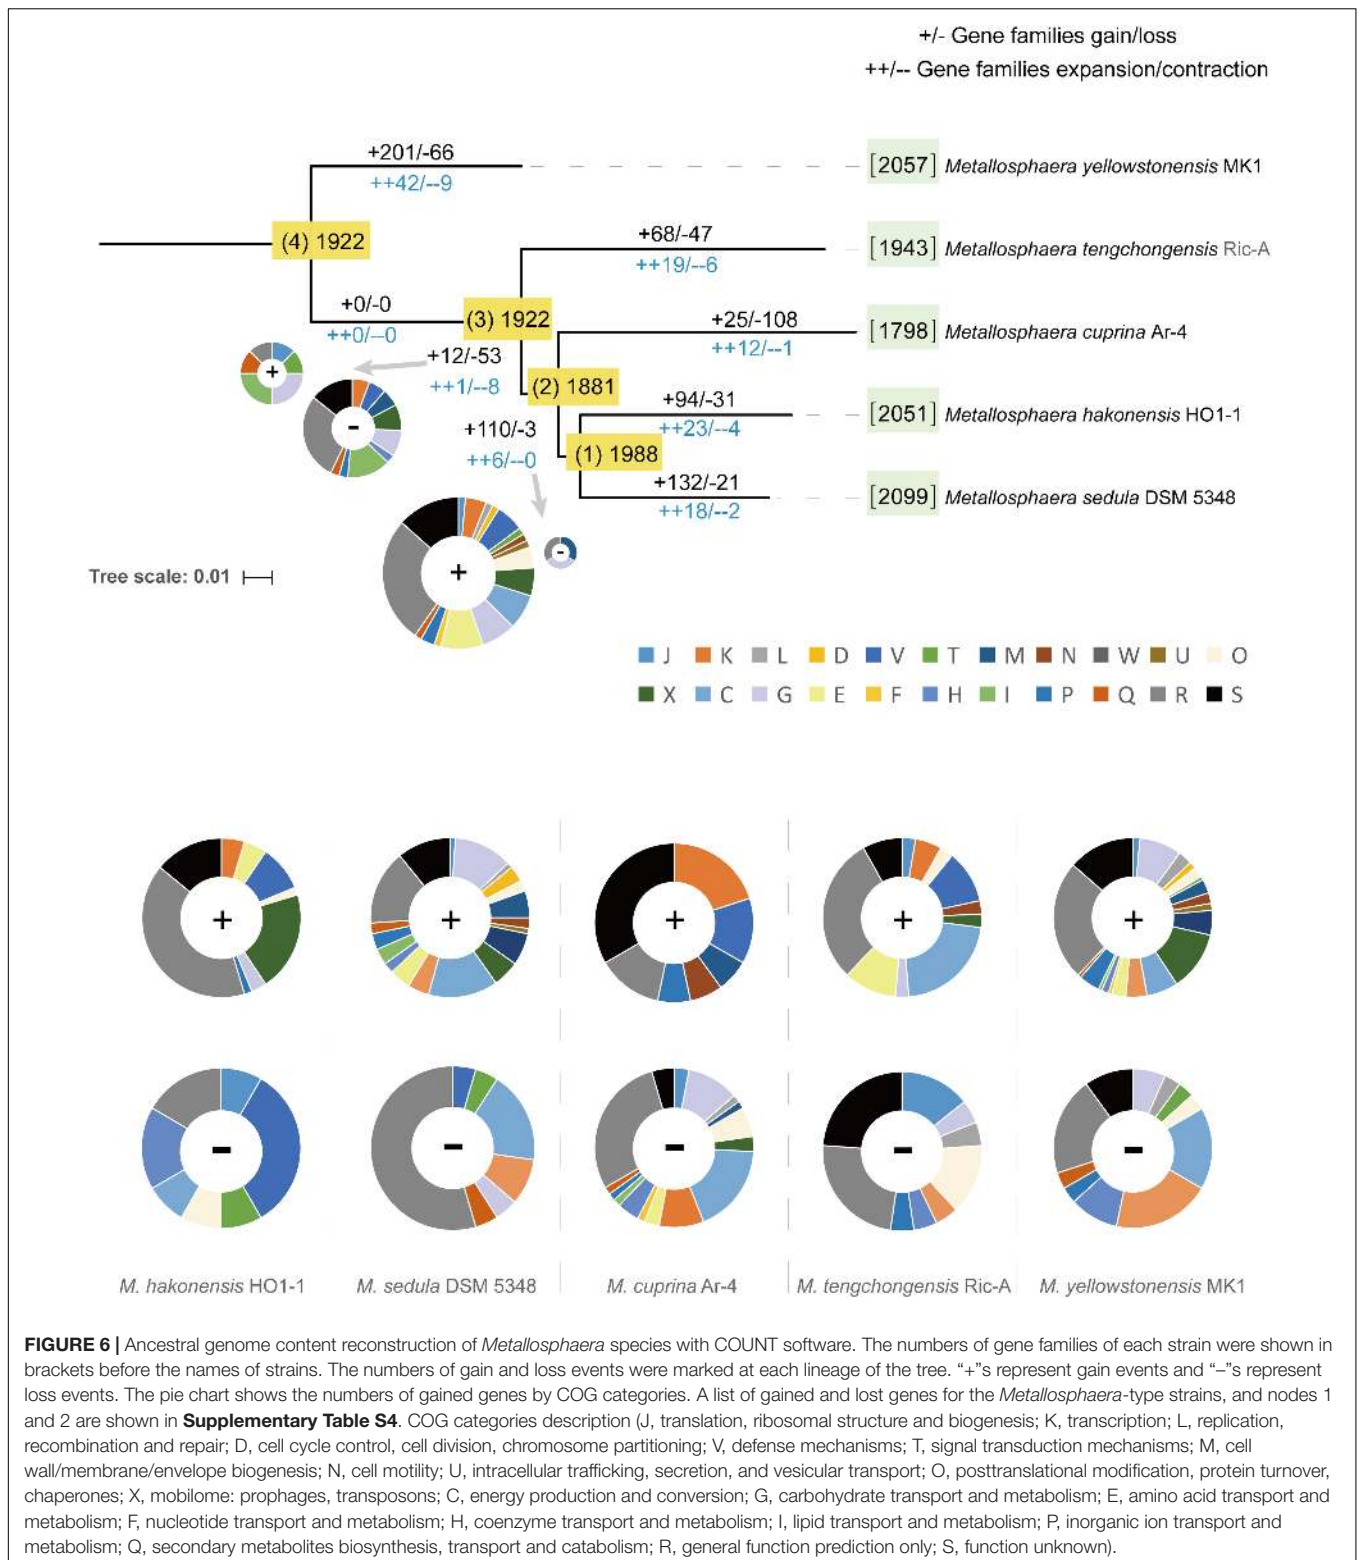 +/- Gene families gain/loss
++/-- Gene families expansion/contraction
+201/-66
++42/--9
[2057] Metallosphaera yellowstonensis MK1
(4) 1922
+68/-47
++19/--6
[1943] Metallosphaera tengchongensis Ric-A
+0/-0
++0/--0
(3) 1922
+25/-108
++12/--1
[1798] Metallosphaera cuprina Ar-4
+12/-53
++1/--8
(2) 1881
+
-
+94/-31
++23/--4
[2051] Metallosphaera hakonensis HO1-1
+110/-3
++6/--0
(1) 1988
+132/-21
++18/--2
[2099] Metallosphaera sedula DSM 5348
+
-
Tree scale: 0.01
J K L D V T M N W U O
X C G E F H I P Q R S
+ + + + +
- - - - -
M. hakonensis HO1-1 M. sedula DSM 5348 M. cuprina Ar-4 M. tengchongensis Ric-A M. yellowstonensis MK1
FIGURE 6 | Ancestral genome content reconstruction of Metallosphaera species with COUNT software. The numbers of gene families of each strain were shown in
brackets before the names of strains. The numbers of gain and loss events were marked at each lineage of the tree. “+”s represent gain events and “–”s represent
loss events. The pie chart shows the numbers of gained genes by COG categories. A list of gained and lost genes for the Metallosphaera-type strains, and nodes 1
and 2 are shown in Supplementary Table S4. COG categories description (J, translation, ribosomal structure and biogenesis; K, transcription; L, replication,
recombination and repair; D, cell cycle control, cell division, chromosome partitioning; V, defense mechanisms; T, signal transduction mechanisms; M, cell
wall/membrane/envelope biogenesis; N, cell motility; U, intracellular trafficking, secretion, and vesicular transport; O, posttranslational modification, protein turnover,
chaperones; X, mobilome: prophages, transposons; C, energy production and conversion; G, carbohydrate transport and metabolism; E, amino acid transport and
metabolism; F, nucleotide transport and metabolism; H, coenzyme transport and metabolism; I, lipid transport and metabolism; P, inorganic ion transport and
metabolism; Q, secondary metabolites biosynthesis, transport and catabolism; R, general function prediction only; S, function unknown).